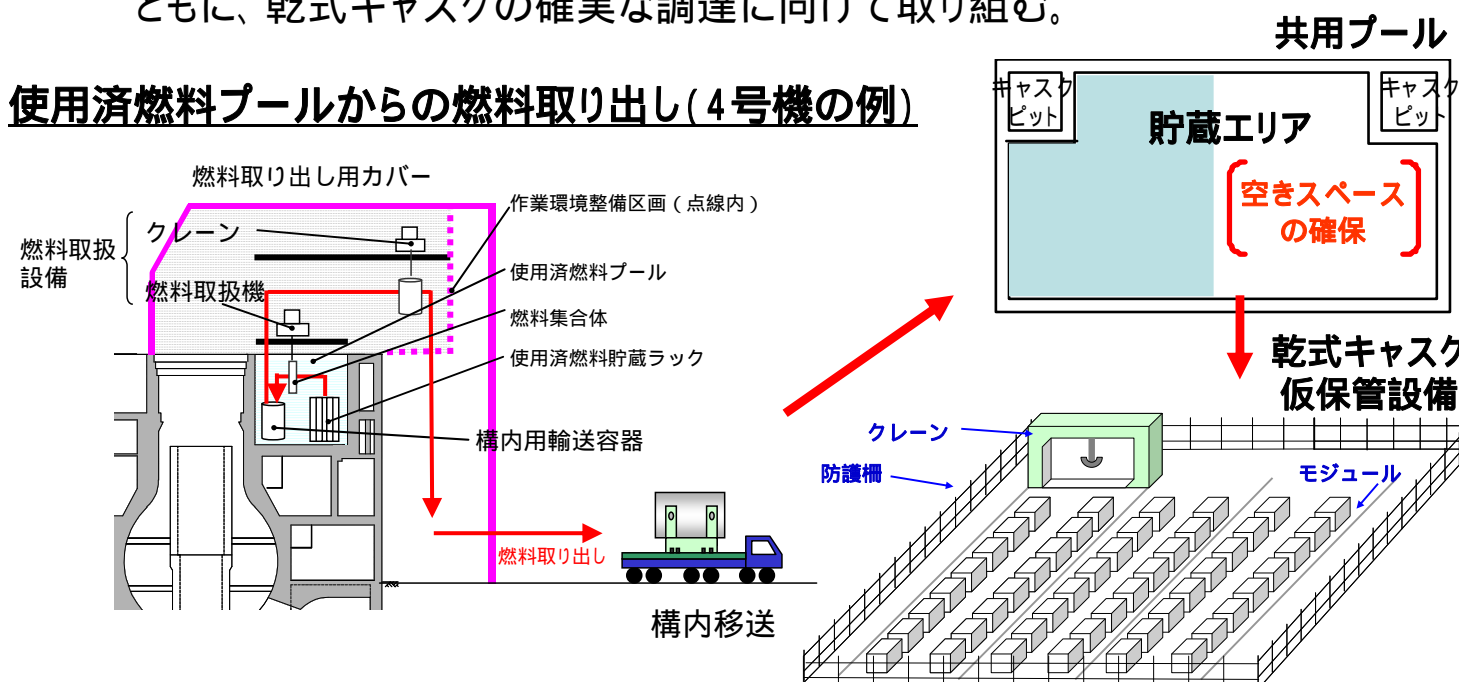 ともに、乾式キャスクの確実な調達に向けて取り組む。
使用済燃料プールからの燃料取り出し(4号機の例)
燃料取り出し用カバー
燃料取扱
設備
クレーン
燃料取扱機
作業環境整備区画(点線内)
使用済燃料プール
燃料集合体
使用済燃料貯蔵ラック
構内用輸送容器
燃料取り出し
構内移送
共用プール
キャスク
ピット
貯蔵エリア
キャスク
ピット
空きスペース
の確保
乾式キャスク
仮保管設備
クレーン
防護柵
モジュール